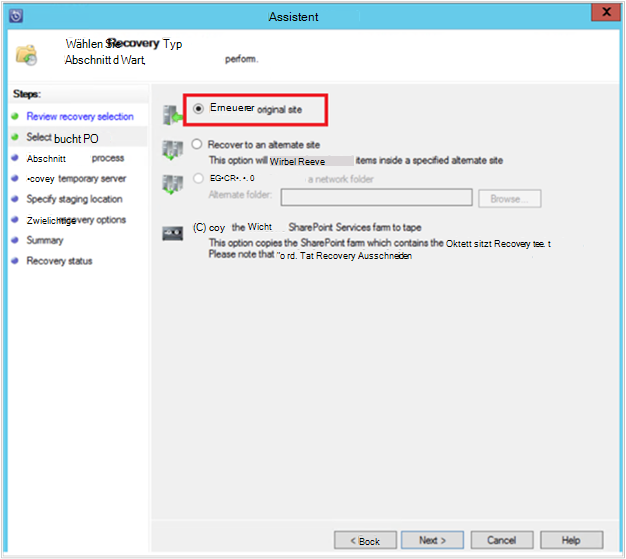 Assistent
X
Wählen Sie Recovery Typ
Abschnitt d Wart, perform.
Steps:
Review recovery selection
Select bucht PO
Abschnitt process
•covey temporary server
Specify staging location
Zwielichtige recovery options
Summary
Recovery status
Erneuerer original site
Recover to an alternate site
This option will Wirbel Reeve items inside a specified alternate site
EG•CR•. •. 0 a network folder
Alternate folder:
Browse...
(C) coy the Wicht SharePoint Services farm to tape
This option copies the SharePoint farm which contains the Oktett sitzt Recovery tee. t
Please note that "o rd. Tat Recovery Ausschneiden
< Bock
Next >
Cancel
Help